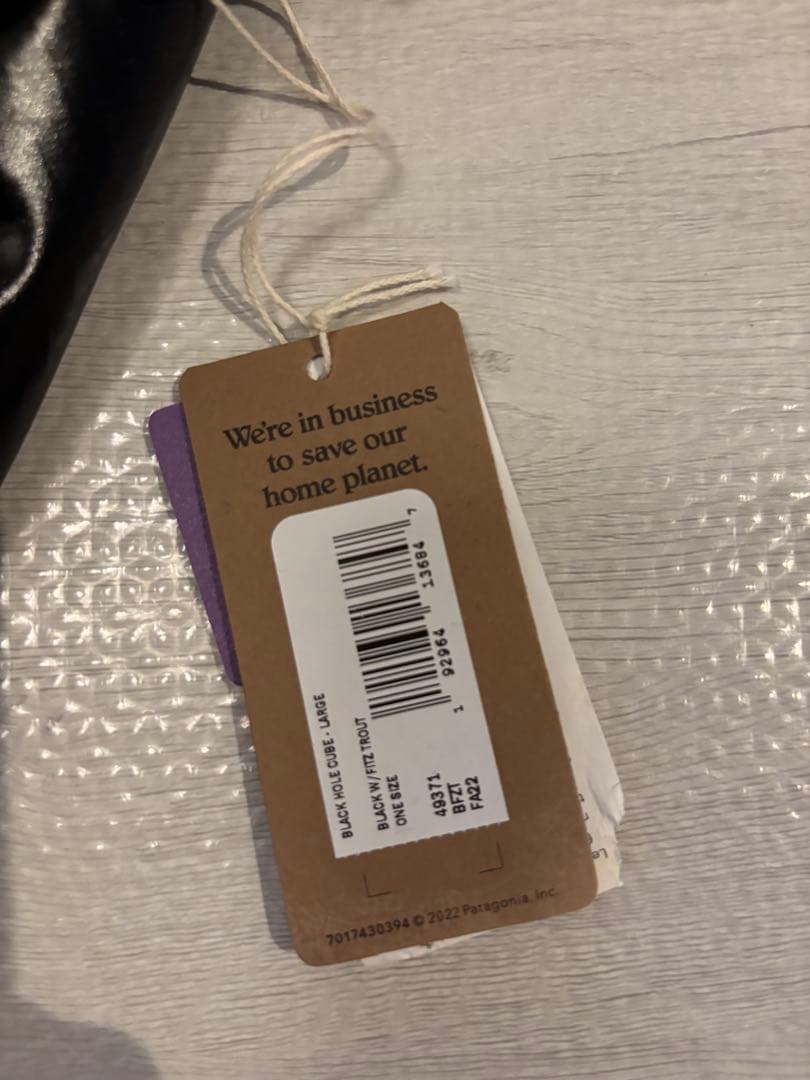 We're in business
to save our
home planet.
BLACK HOLE CUBE - LARGE
BLACK W/FITZ TROUT
ONE SIZE
49371
BFZT
FA22
1 92964 13684 7
7017430394 © 2022 Patagonia, Inc.
Le